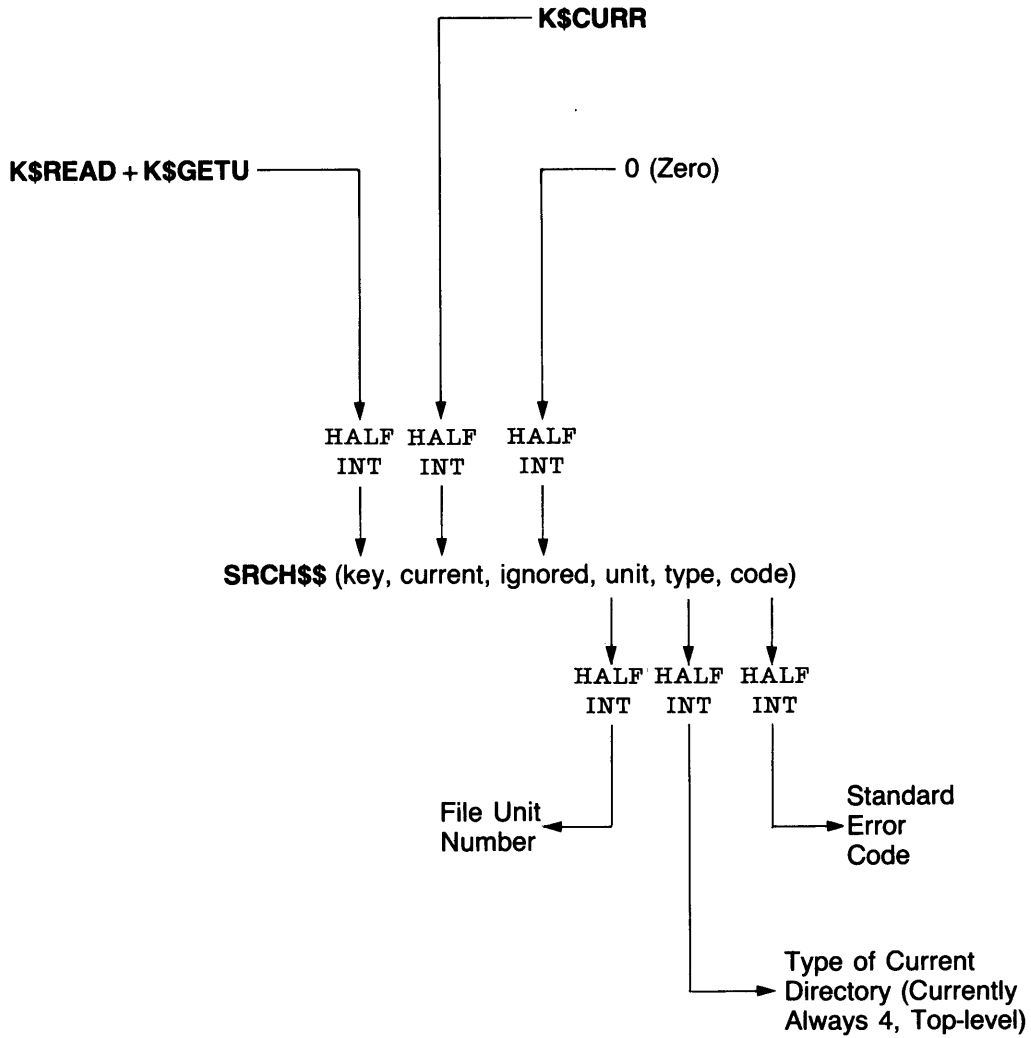 K$CURR
K$READ + K$GETU
0 (Zero)
HALF HALF HALF
INT INT INT
SRCH$$ (key, current, ignored, unit, type, code)
HALF HALF HALF
INT INT INT
File Unit
Number
Standard
Error
Code
Type of Current
Directory (Currently
Always 4, Top-level)